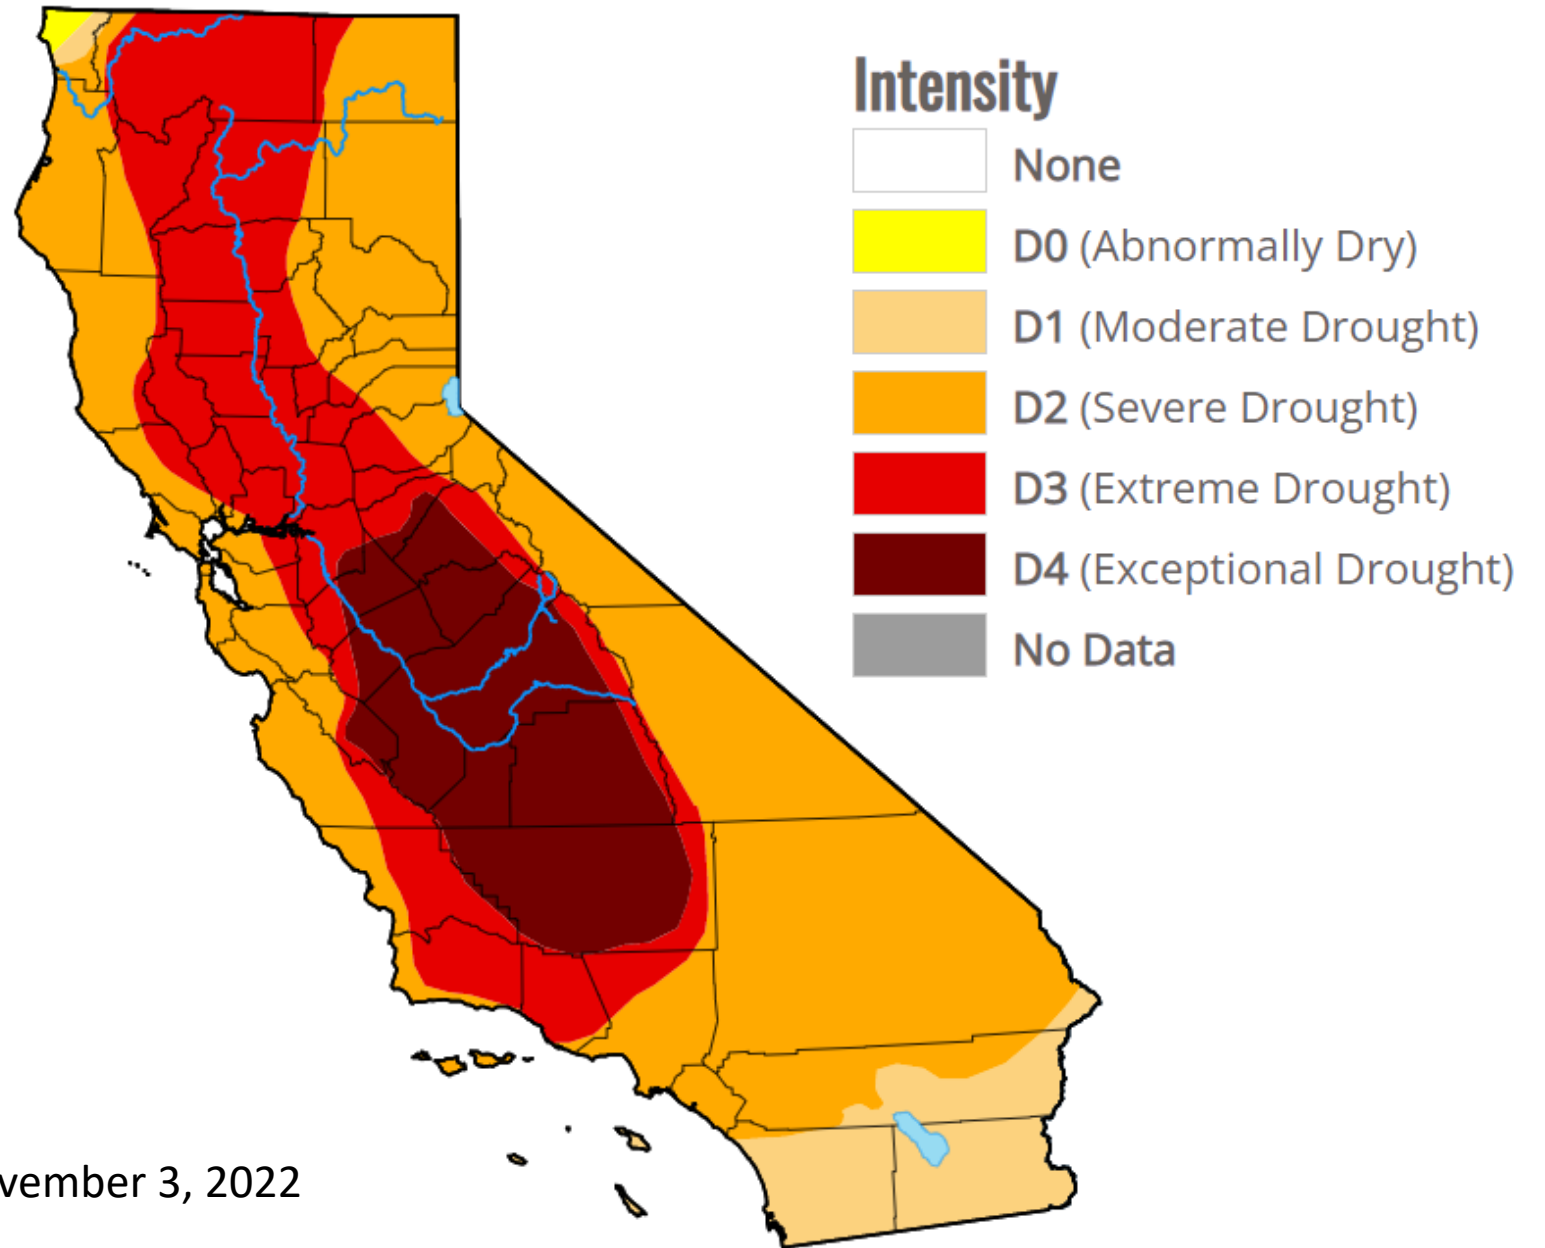 Intensity
None
D0 (Abnormally Dry)
D1 (Moderate Drought)
D2 (Severe Drought)
D3 (Extreme Drought)
D4 (Exceptional Drought)
No Data
vember 3, 2022